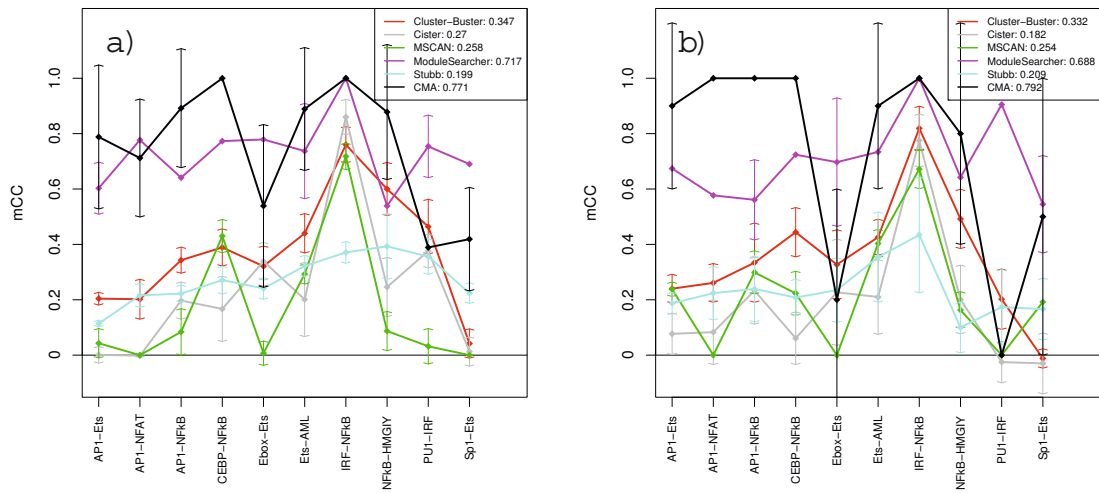 a)
Cluster−Buster: 0.347
Cister: 0.27
MSCAN: 0.258
ModuleSearcher: 0.717
Stubb: 0.199
CMA: 0.771
mCC
1.0
0.8
0.6
0.4
0.2
0
AP1−Ets
AP1−NFAT
AP1−NFkB
CEBP−NFkB
Ebox−Ets
Ets−AML
IRF−NFkB
NFkB−HMGIY
PU1−IRF
Sp1−Ets
b)
Cluster−Buster: 0.332
Cister: 0.182
MSCAN: 0.254
ModuleSearcher: 0.688
Stubb: 0.209
CMA: 0.792
mCC
1.0
0.8
0.6
0.4
0.2
0
AP1−Ets
AP1−NFAT
AP1−NFkB
CEBP−NFkB
Ebox−Ets
Ets−AML
IRF−NFkB
NFkB−HMGIY
PU1−IRF
Sp1−Ets